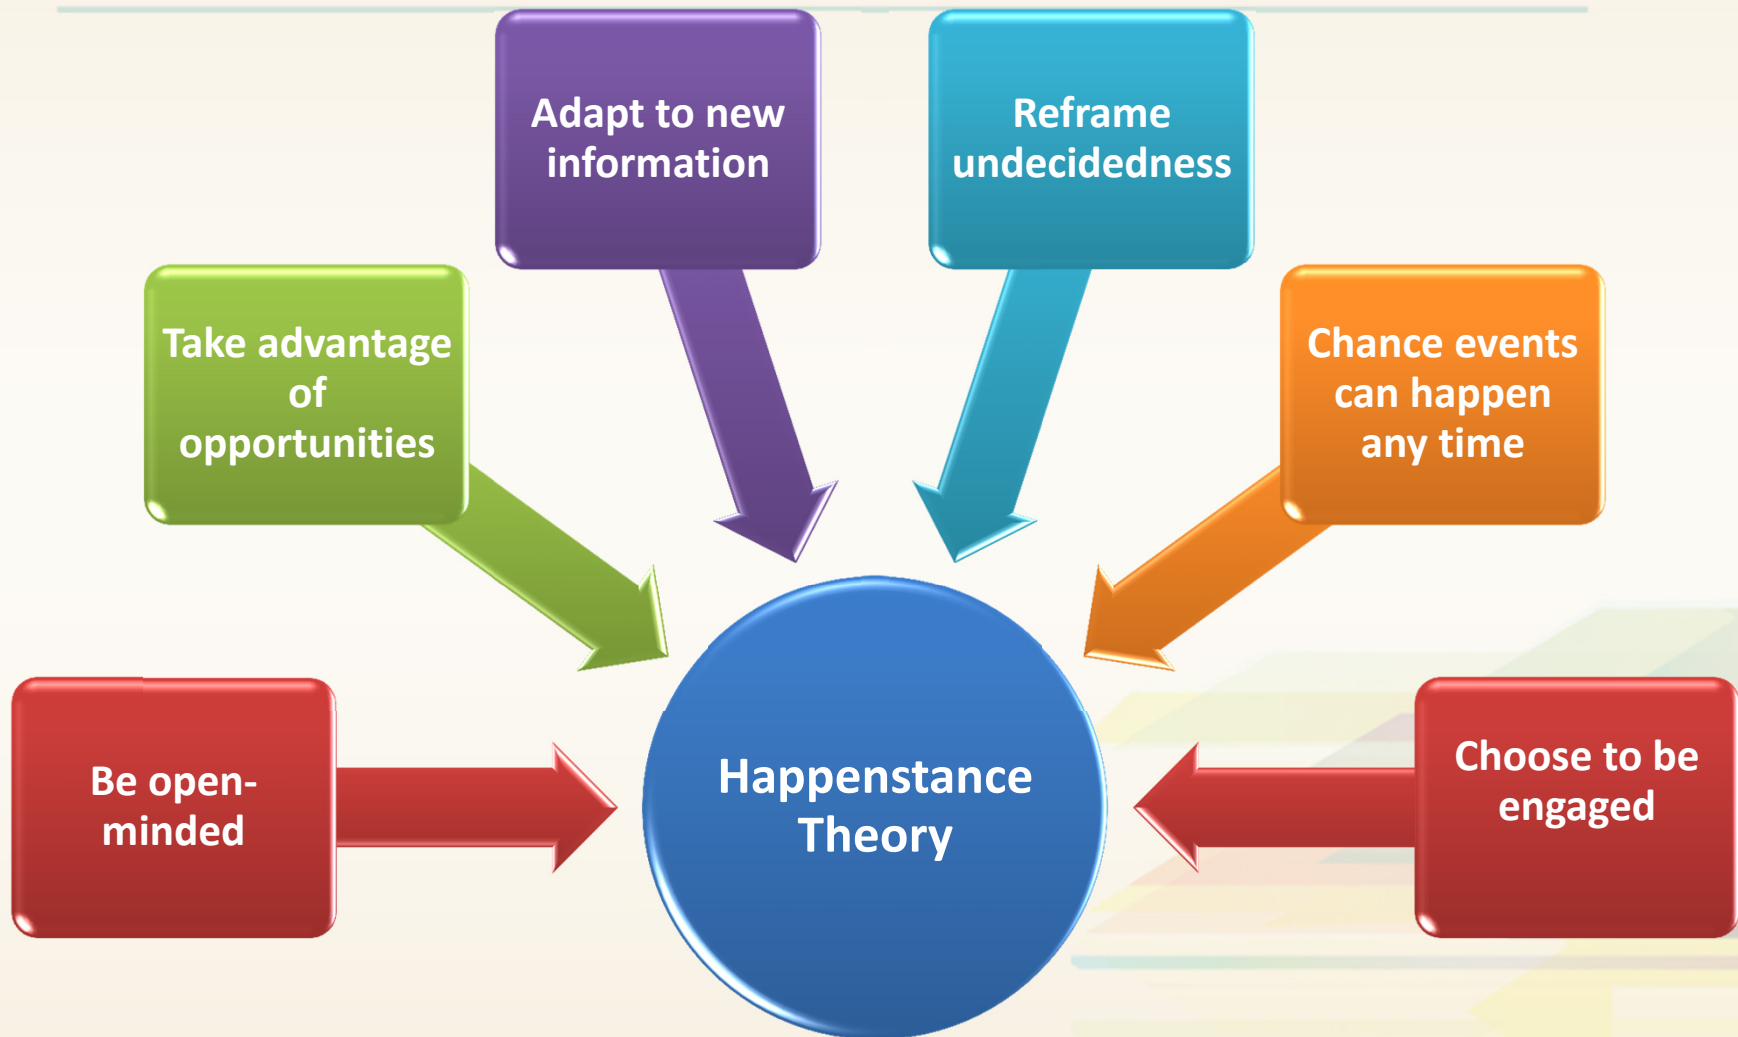 Adapt to new
information
Reframe
undecidedness
Take advantage
of
opportunities
Chance events
can happen
any time
Be open-
minded
Happenstance
Theory
Choose to be
engaged